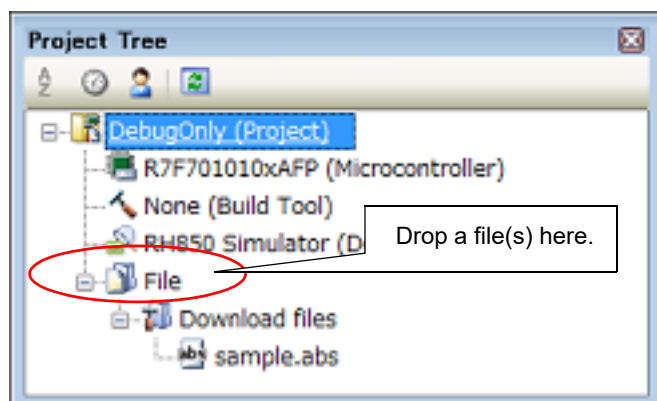 Project Tree
DebugOnly (Project)
R7F701010xAFP (Microcontroller)
None (Build Tool)
RH850 Simulator (D
Drop a file(s) here.
File
Download files
sample.abs